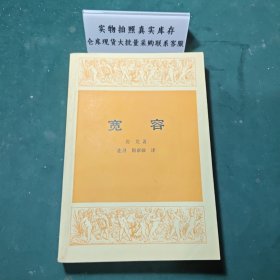 实物拍照真实库存
仓库现货大批量采购联系客服
宽容
房龙著
迮卫 靳翠微 译